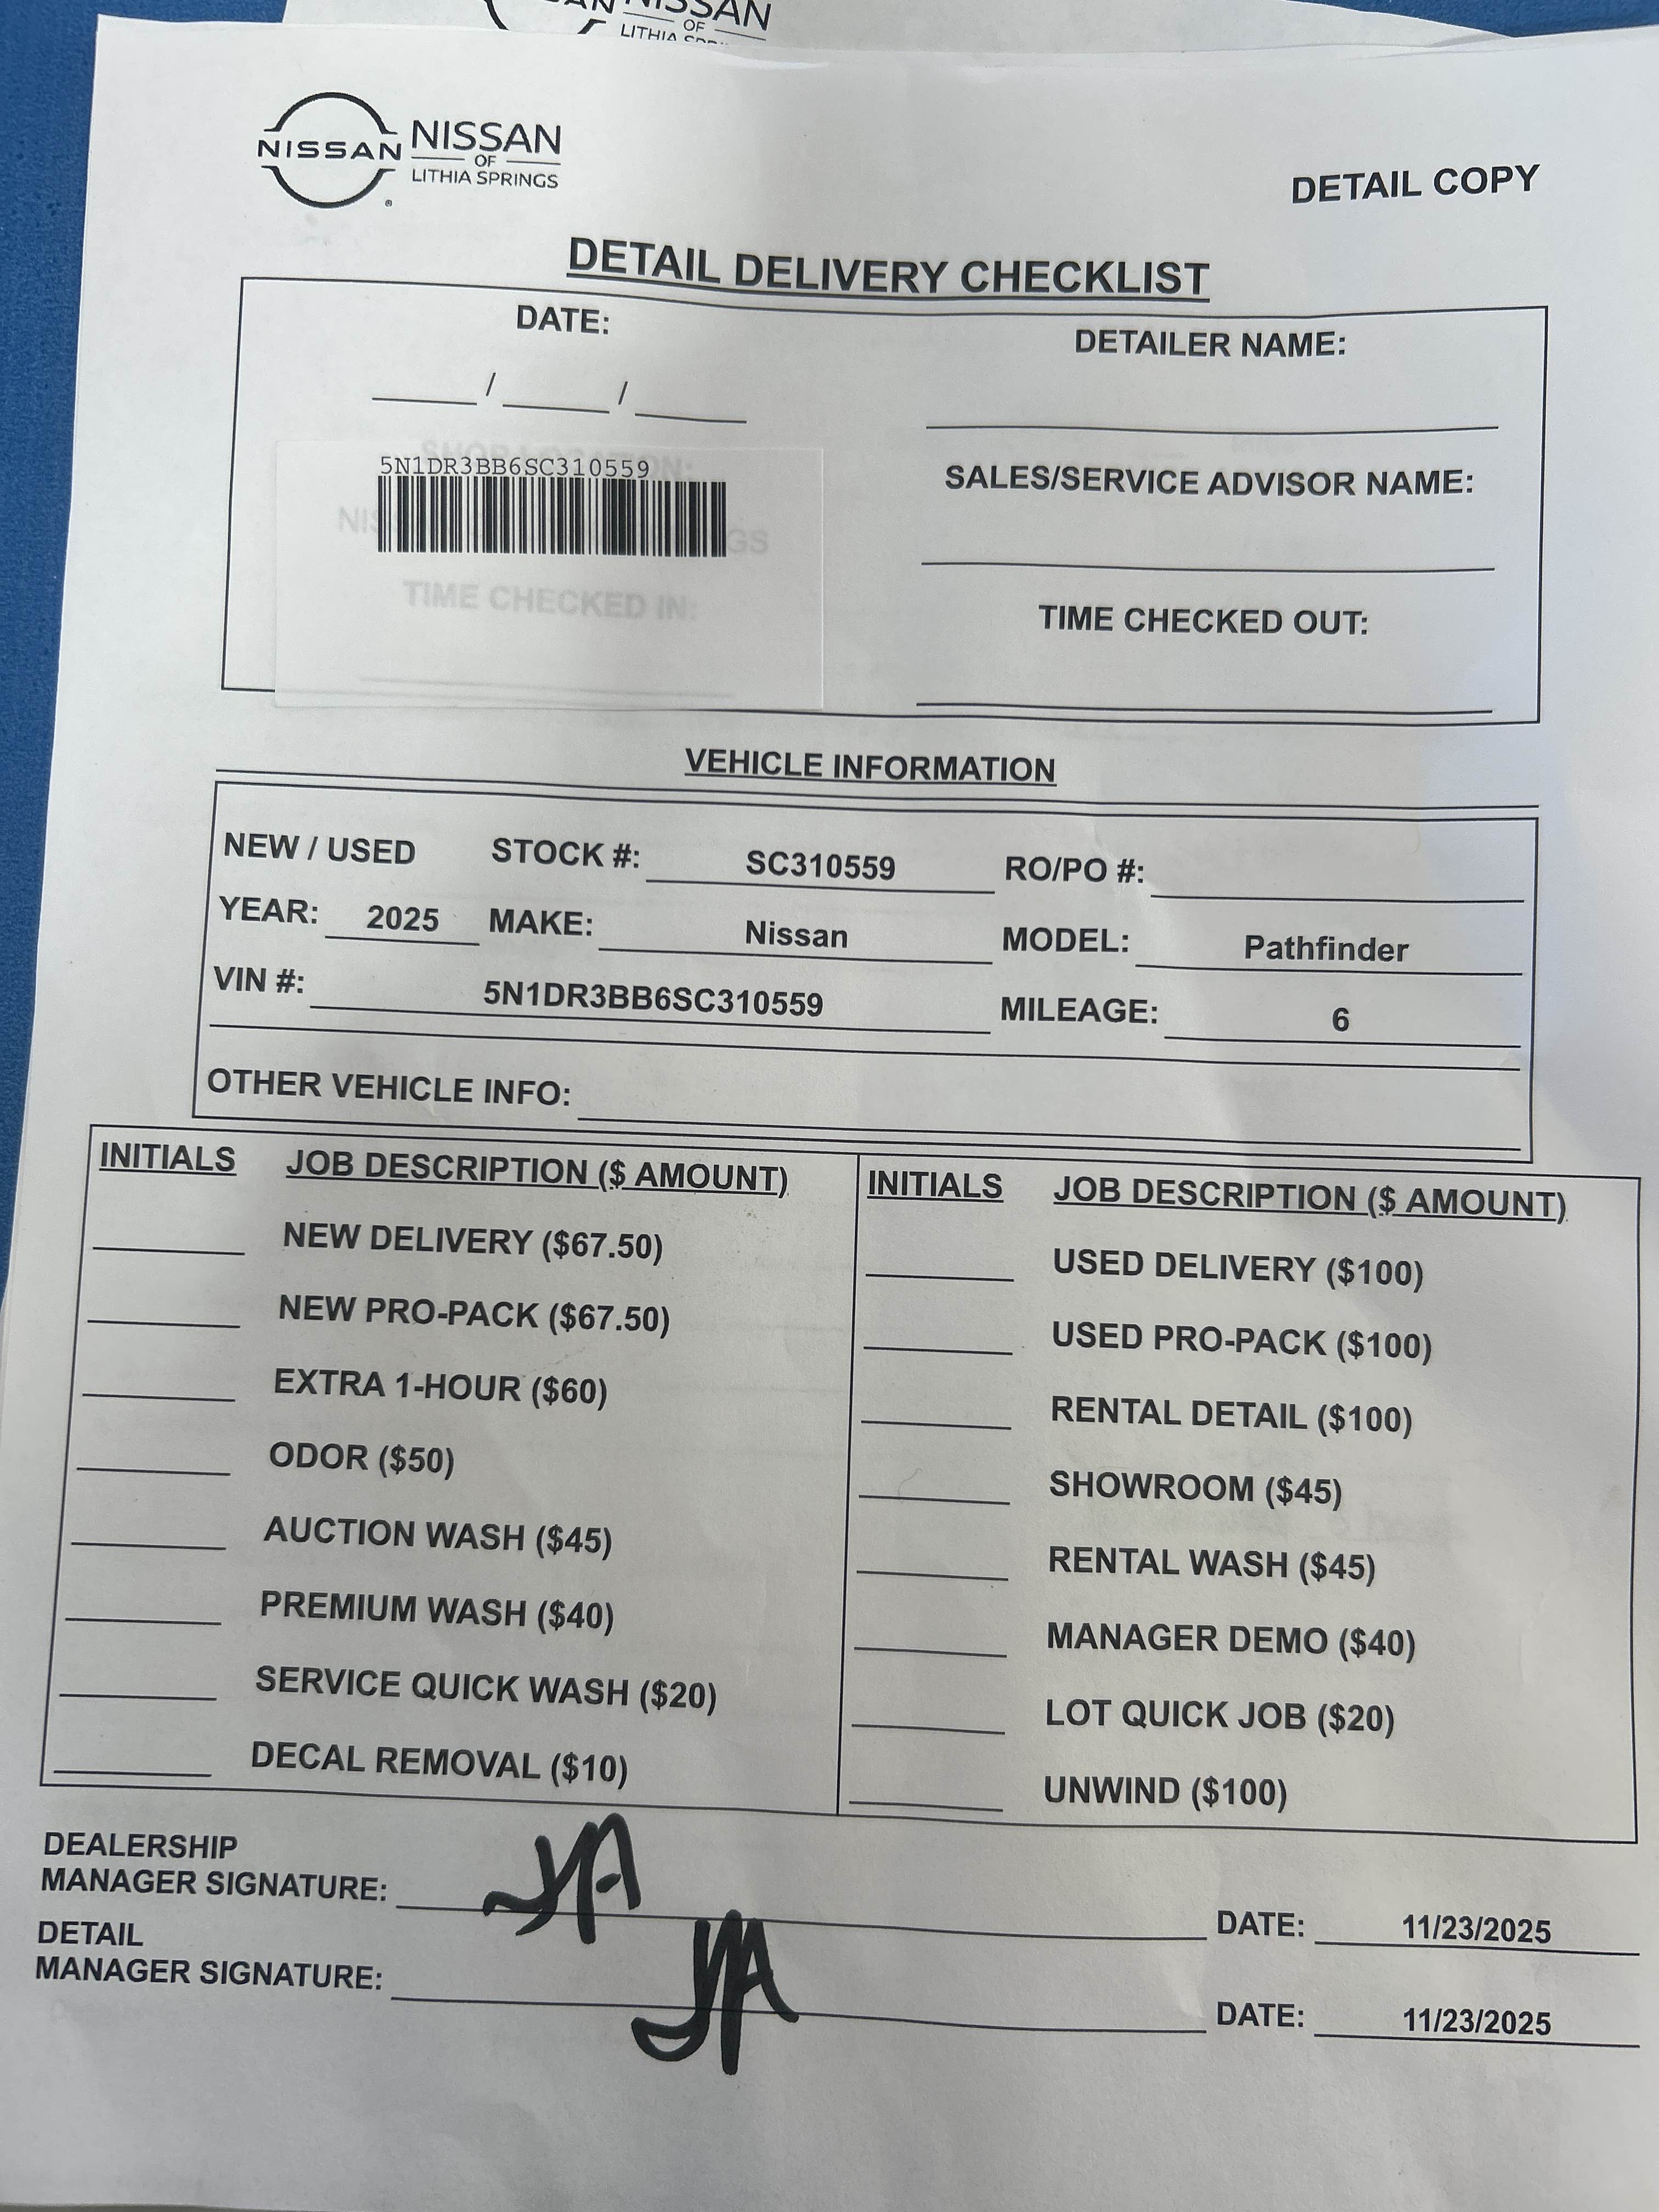 NISSAN
OF
NISSAN NISSAN
OF
LITHIA SPRINGS
DETAIL COPY
DETAIL DELIVERY CHECKLIST
DATE:
DETAILER NAME:
____ / ____ / ____
SHOP LOCATION:
5N1DR3BB6SC310559
SALES/SERVICE ADVISOR NAME:
TIME CHECKED IN:
TIME CHECKED OUT:
VEHICLE INFORMATION
NEW / USED STOCK #: SC310559 RO/PO #:
YEAR: 2025 MAKE: Nissan MODEL: Pathfinder
VIN #: 5N1DR3BB6SC310559 MILEAGE: 6
OTHER VEHICLE INFO:
INITIALS JOB DESCRIPTION ($ AMOUNT) INITIALS JOB DESCRIPTION ($ AMOUNT)
NEW DELIVERY ($67.50) USED DELIVERY ($100)
NEW PRO-PACK ($67.50) USED PRO-PACK ($100)
EXTRA 1-HOUR ($60) RENTAL DETAIL ($100)
ODOR ($50) SHOWROOM ($45)
AUCTION WASH ($45) RENTAL WASH ($45)
PREMIUM WASH ($40) MANAGER DEMO ($40)
SERVICE QUICK WASH ($20) LOT QUICK JOB ($20)
DECAL REMOVAL ($10) UNWIND ($100)
DEALERSHIP
MANAGER SIGNATURE: DATE: 11/23/2025
DETAIL
MANAGER SIGNATURE: DATE: 11/23/2025